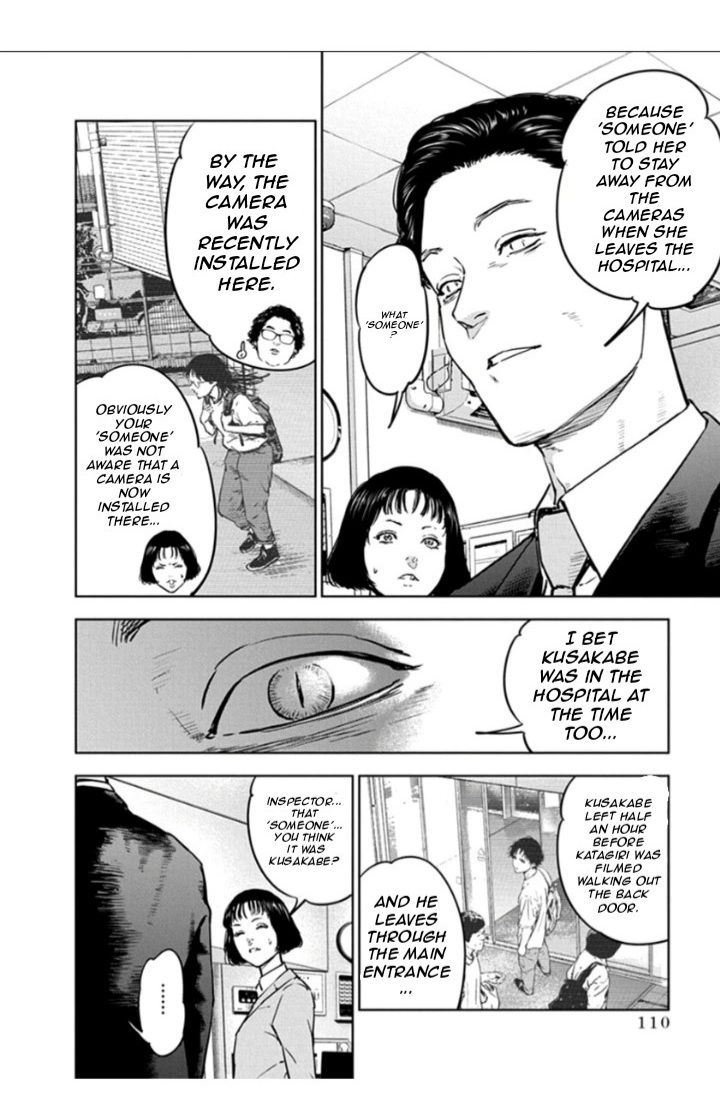 BECAUSE
'SOMEONE'
TOLD HER
TO STAY
AWAY FROM
THE
CAMERAS
WHEN SHE
LEAVES THE
HOSPITAL...
WHAT
'SOMEONE'
?
BY THE
WAY, THE
CAMERA
WAS
RECENTLY
INSTALLED
HERE.
OBVIOUSLY
YOUR
'SOMEONE'
WAS NOT
AWARE THAT A
CAMERA IS
NOW
INSTALLED
THERE...
I BET
KUSAKABE
WAS IN THE
HOSPITAL AT
THE TIME
TOO...
KUSAKABE
LEFT HALF
AN HOUR
BEFORE
KATAGIRI WAS
FILMED
WALKING OUT
THE BACK
DOOR.
AND HE
LEAVES
THROUGH
THE MAIN
ENTRANCE
...
INSPECTOR...
THAT
'SOMEONE'...
YOU THINK
IT WAS
KUSAKABE?
........
110